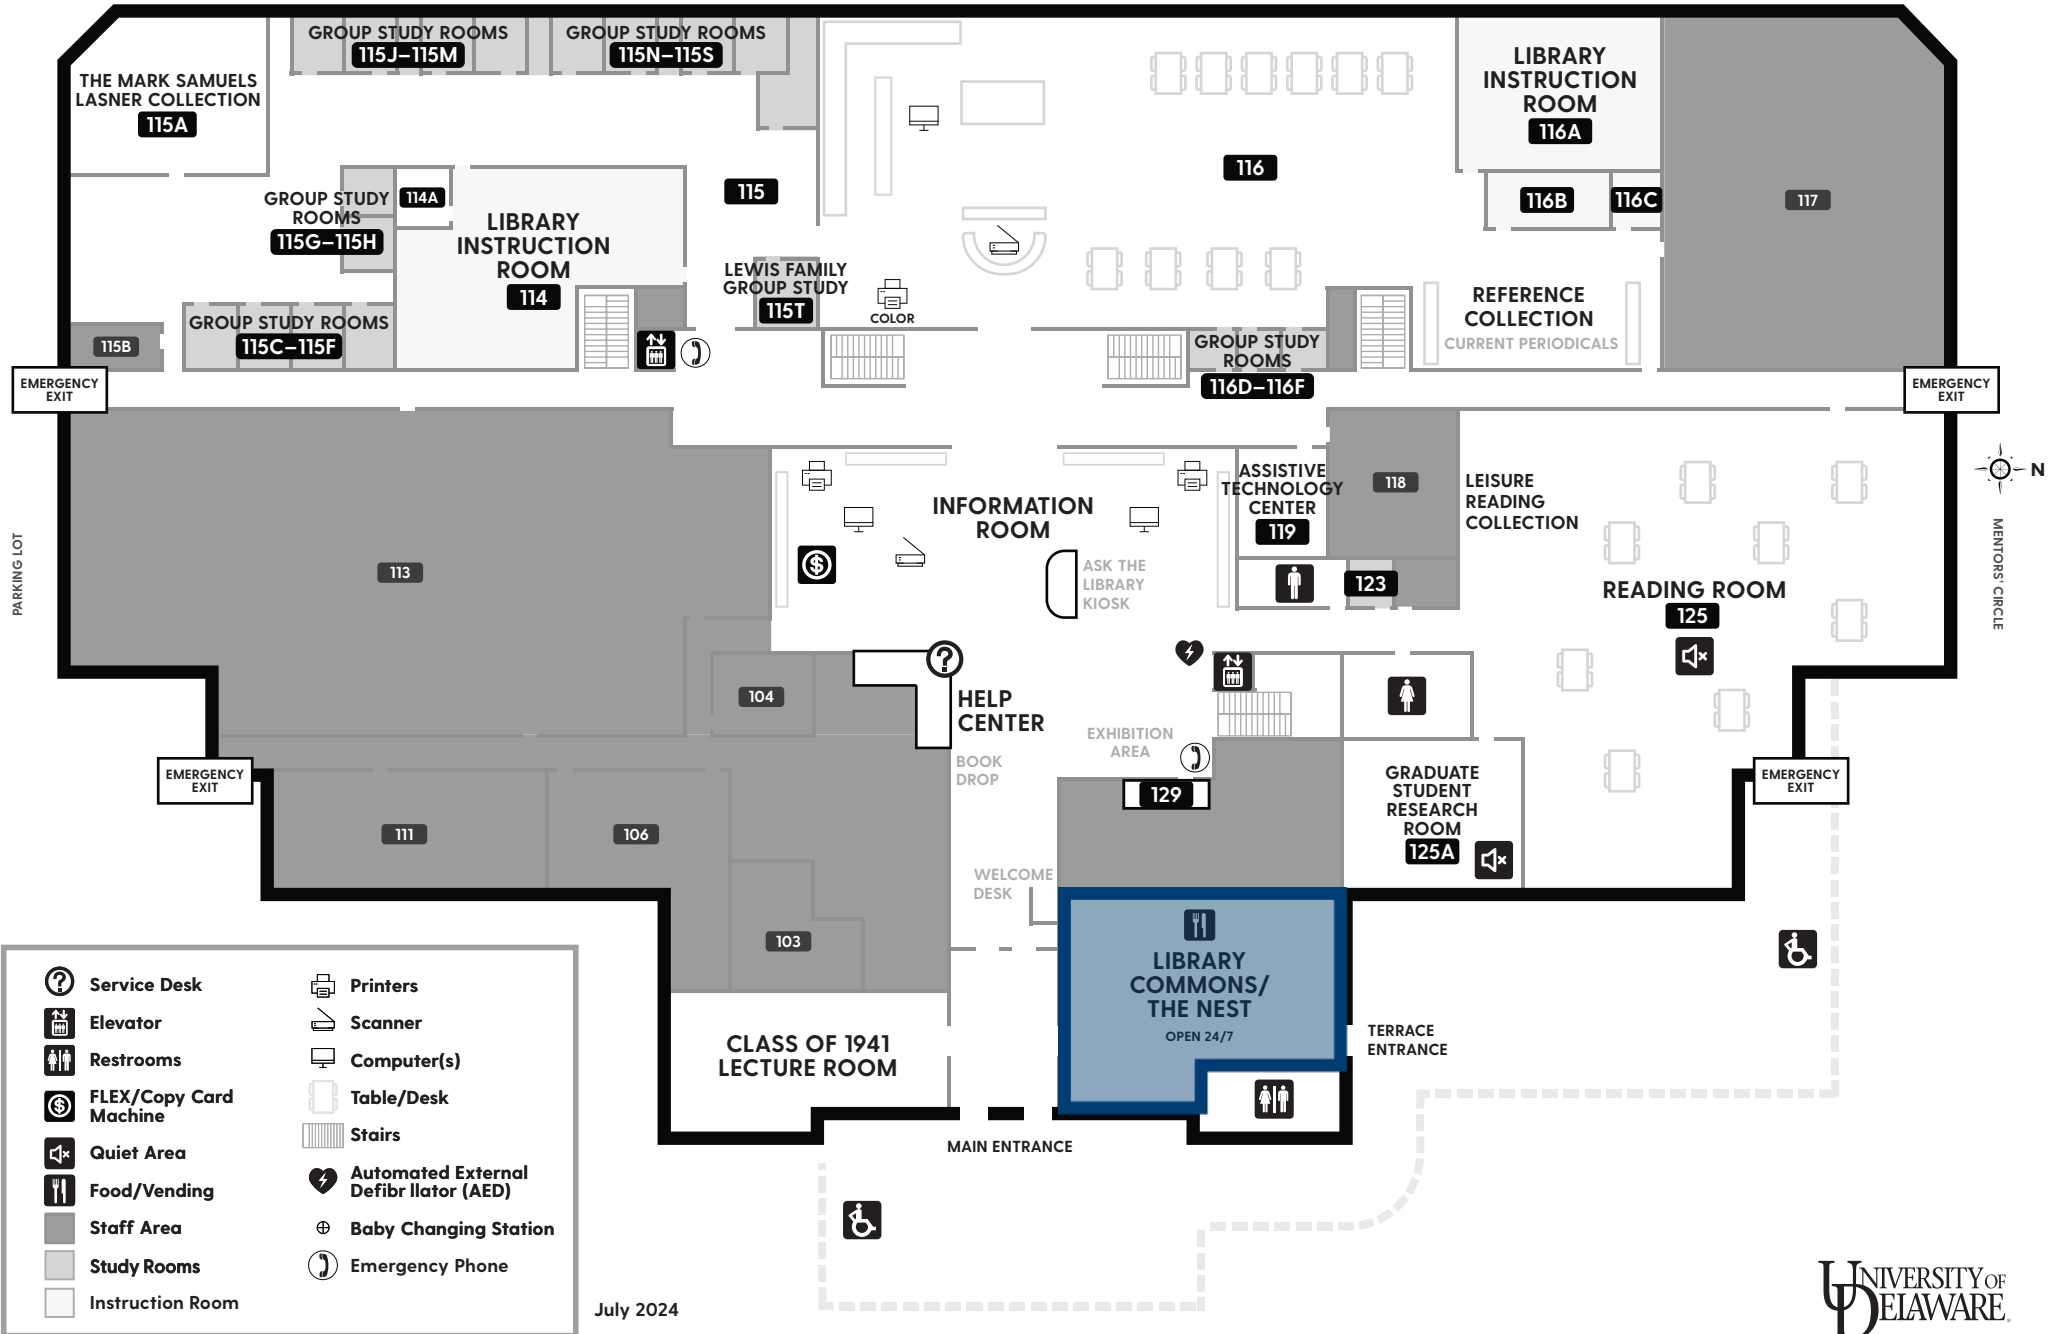 GROUP STUDY ROOMS
115J–115M
GROUP STUDY ROOMS
115N–115S
THE MARK SAMUELS
LASNER COLLECTION
115A
LIBRARY
INSTRUCTION
ROOM
116A
116
115
GROUP STUDY
ROOMS
115G–115H
114A
LIBRARY
INSTRUCTION
ROOM
114
116B
116C
117
LEWIS FAMILY
GROUP STUDY
115T
COLOR
REFERENCE
COLLECTION
CURRENT PERIODICALS
115B
GROUP STUDY ROOMS
115C–115F
GROUP STUDY
ROOMS
116D–116F
EMERGENCY
EXIT
EMERGENCY
EXIT
N
PARKING LOT
MENTORS' CIRCLE
113
INFORMATION
ROOM
ASK THE
LIBRARY
KIOSK
ASSISTIVE
TECHNOLOGY
CENTER
119
118
123
LEISURE
READING
COLLECTION
READING ROOM
125
104
HELP
CENTER
BOOK
DROP
EXHIBITION
AREA
129
EMERGENCY
EXIT
EMERGENCY
EXIT
GRADUATE
STUDENT
RESEARCH
ROOM
125A
111
106
WELCOME
DESK
103
LIBRARY
COMMONS/
THE NEST
OPEN 24/7
TERRACE
ENTRANCE
CLASS OF 1941
LECTURE ROOM
MAIN ENTRANCE
Service Desk
Elevator
Restrooms
FLEX/Copy Card
Machine
Quiet Area
Food/Vending
Staff Area
Study Rooms
Instruction Room
Printers
Scanner
Computer(s)
Table/Desk
Stairs
Automated External
Defibr llator (AED)
Baby Changing Station
Emergency Phone
July 2024
UNIVERSITY OF
DELAWARE